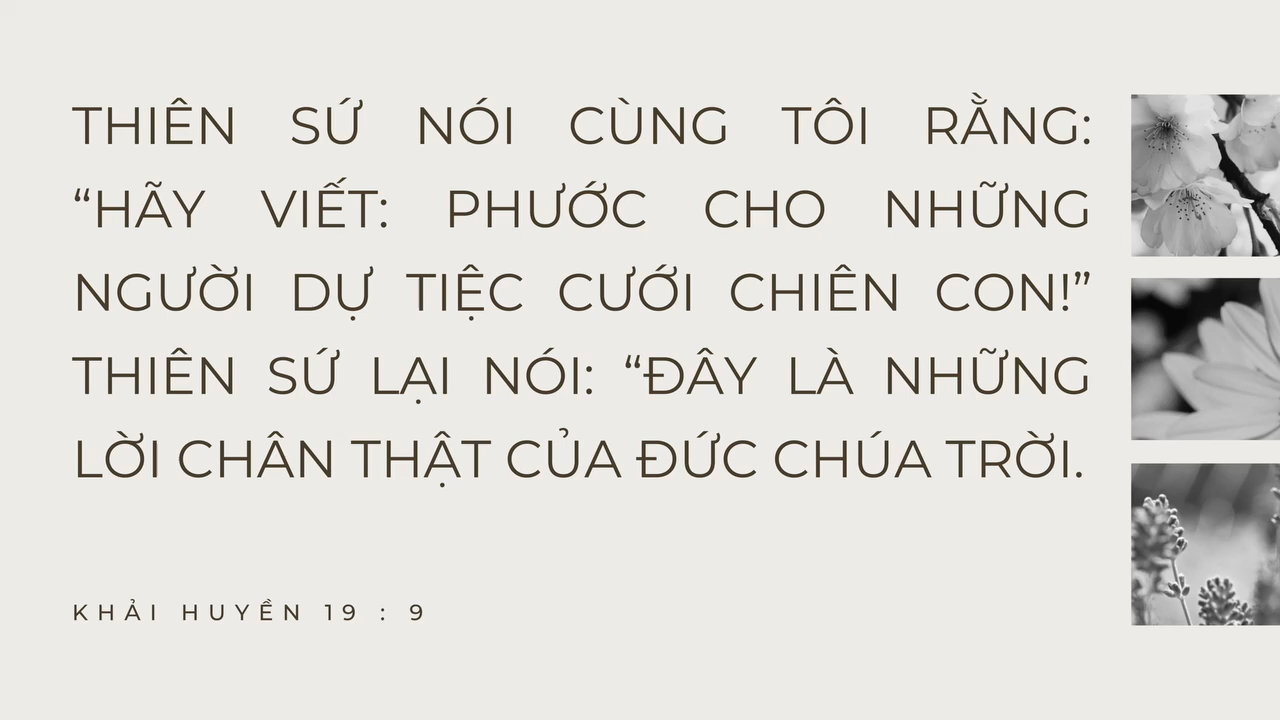 THIÊN SỨ NÓI CÙNG TÔI RẰNG:
“HÃY VIẾT: PHƯỚC CHO NHỮNG
NGƯỜI DỰ TIỆC CƯỚI CHIÊN CON!”
THIÊN SỨ LẠI NÓI: “ĐÂY LÀ NHỮNG
LỜI CHÂN THẬT CỦA ĐỨC CHÚA TRỜI.
KHẢI HUYỀN 19 : 9